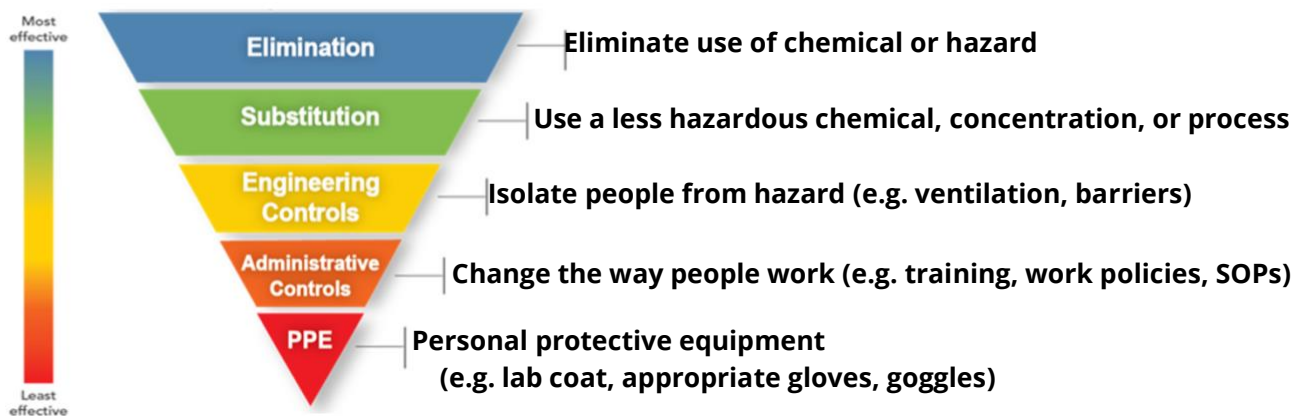 Most
effective
Elimination
Eliminate use of chemical or hazard
Substitution
Use a less hazardous chemical, concentration, or process
Engineering
Controls
Isolate people from hazard (e.g. ventilation, barriers)
Administrative
Controls
Change the way people work (e.g. training, work policies, SOPs)
PPE
Personal protective equipment
(e.g. lab coat, appropriate gloves, goggles)
Least
effective